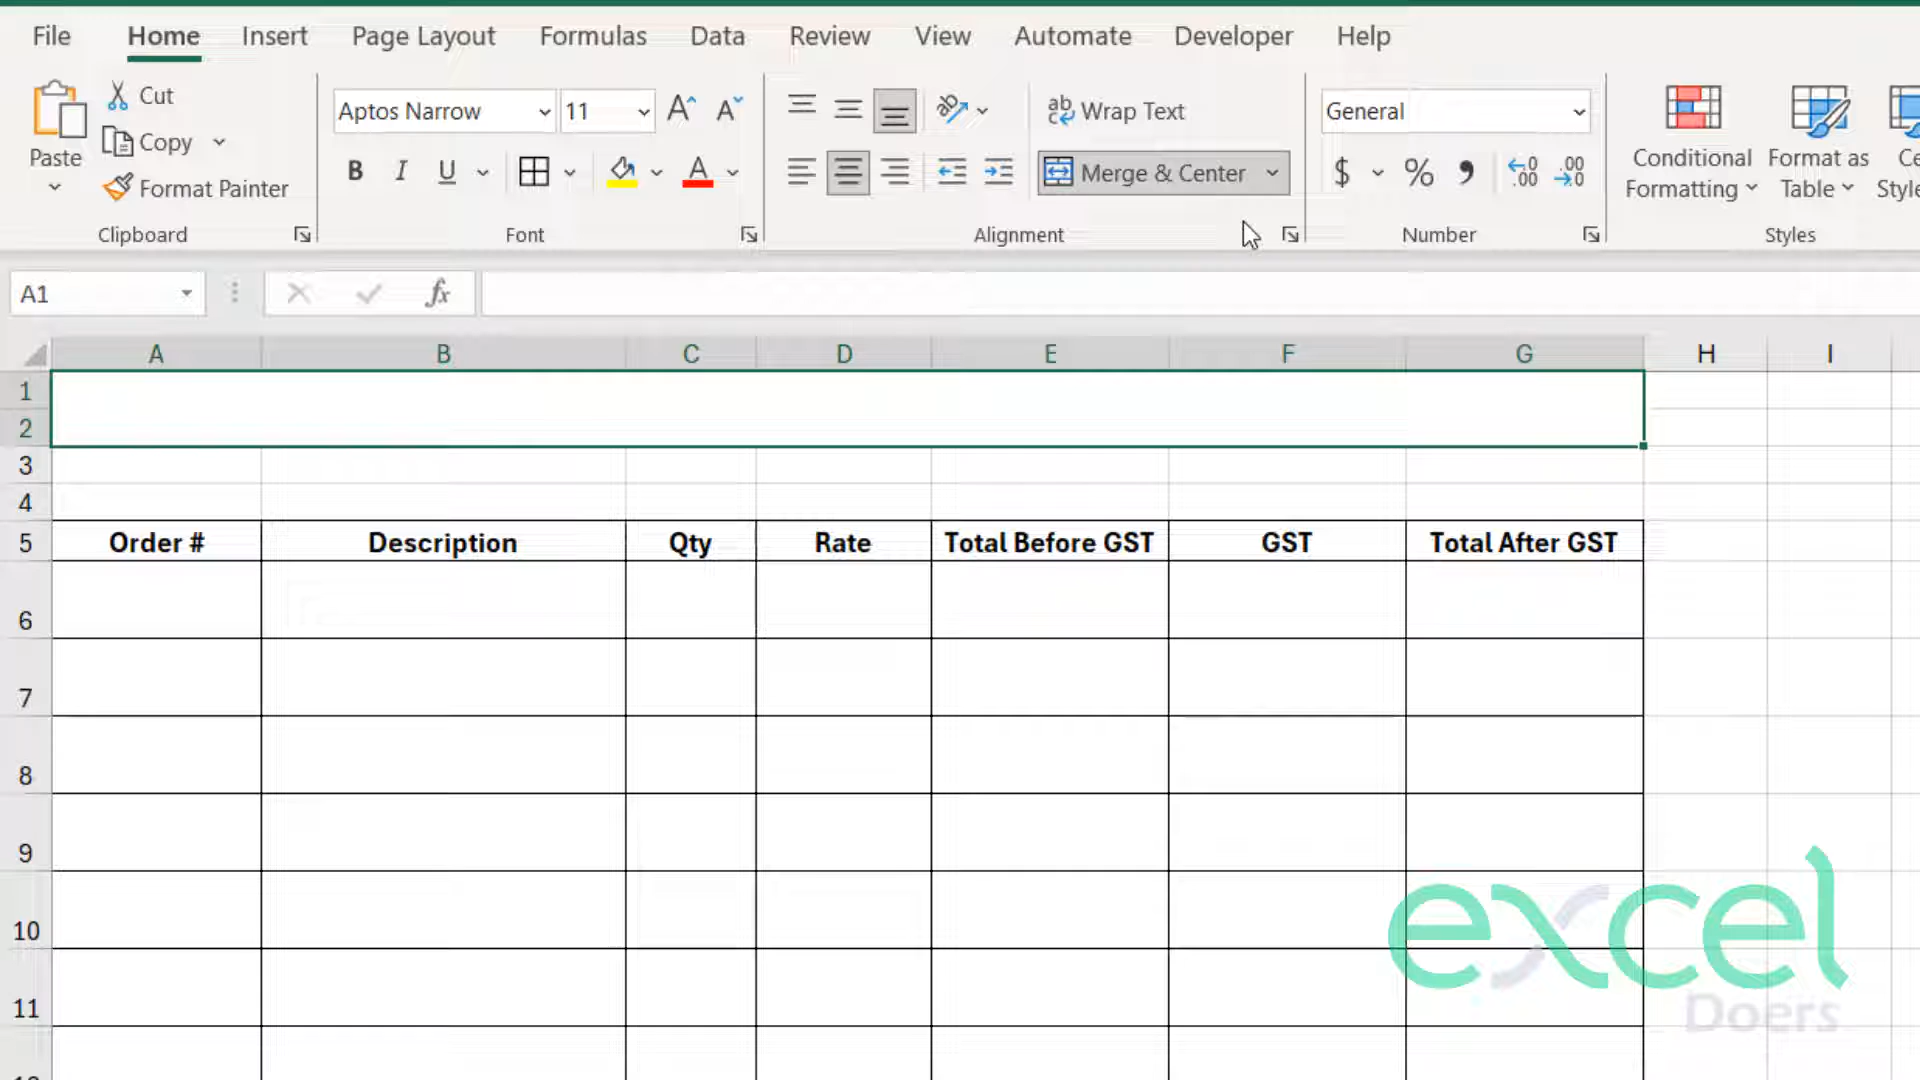 File Home Insert Page Layout Formulas Data Review View Automate Developer Help
Paste
Cut
Copy
Format Painter
Clipboard
Aptos Narrow 11
B I U
Font
Wrap Text
Merge & Center
Alignment
General
$ % ,
Number
Conditional
Formatting
Format as
Table
Styles
A1
fx
A B C D E F G H I
1
2
3
4
5 Order # Description Qty Rate Total Before GST GST Total After GST
6
7
8
9
10
11
excel
Doers